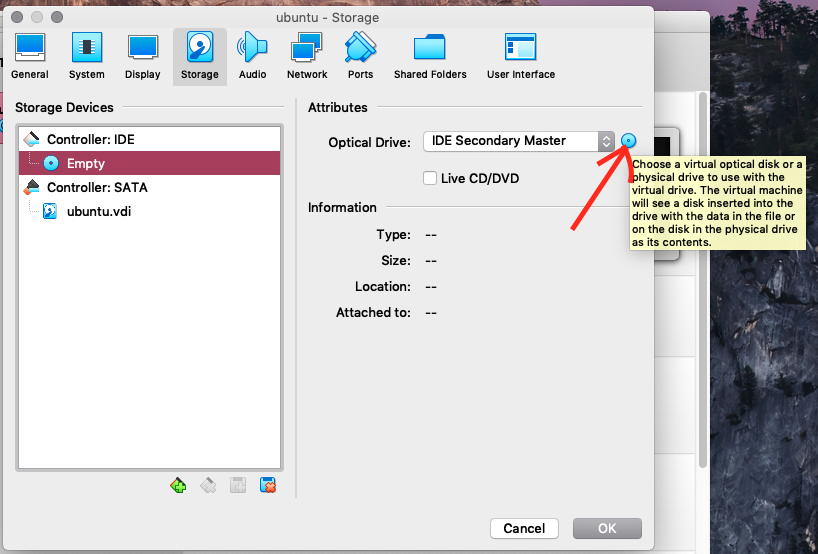 ubuntu - Storage
General
System
Display
Storage
Audio
Network
Ports
Shared Folders
User Interface
Storage Devices
Controller: IDE
Empty
Controller: SATA
ubuntu.vdi
Attributes
Optical Drive: IDE Secondary Master
Live CD/DVD
Information
Type: --
Size: --
Location: --
Attached to: --
Choose a virtual optical disk or a
physical drive to use with the
virtual drive. The virtual machine
will see a disk inserted into the
drive with the data in the file or
on the disk in the physical drive
as its contents.
Cancel
OK